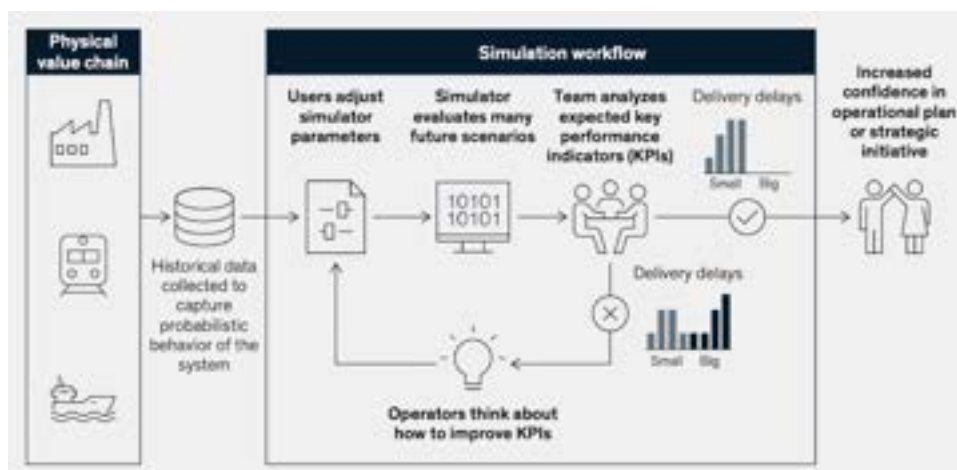 Physical
value chain
Historical data
collected to
capture
probabilistic
behavior of the
system
Simulation workflow
Users adjust
simulator
parameters
Simulator
evaluates many
future scenarios
10101
10101
Team analyzes
expected key
performance
indicators (KPIs)
Delivery delays
Small Big
Delivery delays
Small Big
Operators think about
how to improve KPIs
Increased
confidence in
operational plan
or strategic
initiative